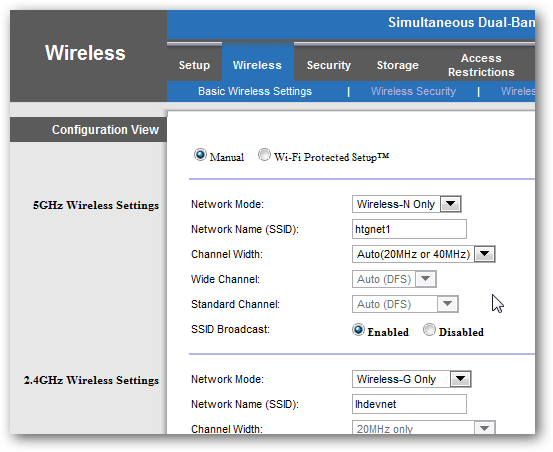 Simultaneous Dual-Ban
Wireless
Setup Wireless Security Storage Access Restrictions
Basic Wireless Settings | Wireless Security | Wireles
Configuration View
Manual Wi-Fi Protected Setup™
5GHz Wireless Settings
Network Mode: Wireless-N Only
Network Name (SSID): htgnet1
Channel Width: Auto(20MHz or 40MHz)
Wide Channel: Auto (DFS)
Standard Channel: Auto (DFS)
SSID Broadcast: Enabled Disabled
2.4GHz Wireless Settings
Network Mode: Wireless-G Only
Network Name (SSID): lhdevnet
Channel Width: 20MHz only